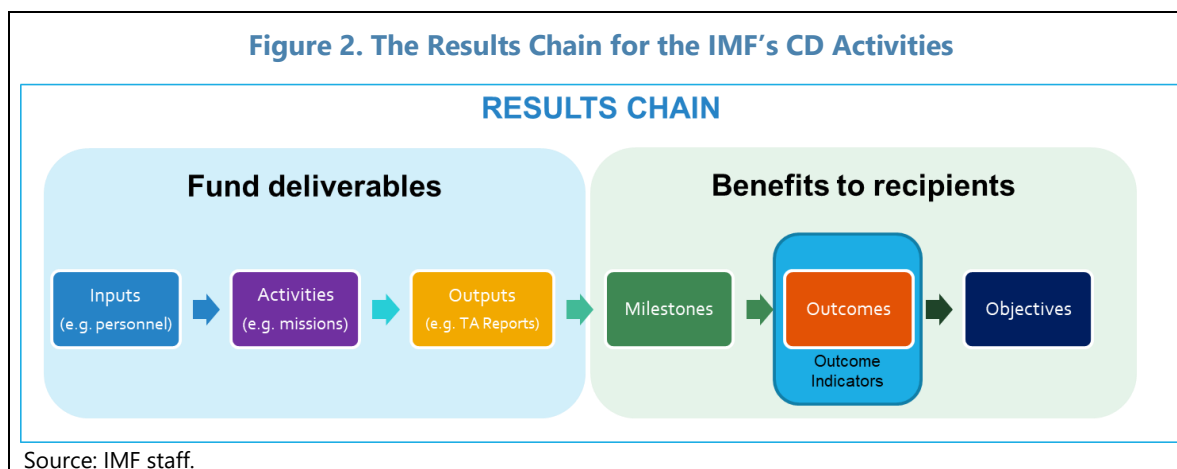 Figure 2. The Results Chain for the IMF’s CD Activities
RESULTS CHAIN
Fund deliverables
Benefits to recipients
Inputs
(e.g. personnel)
Activities
(e.g. missions)
Outputs
(e.g. TA Reports)
Milestones
Outcomes
Outcome
Indicators
Objectives
Source: IMF staff.